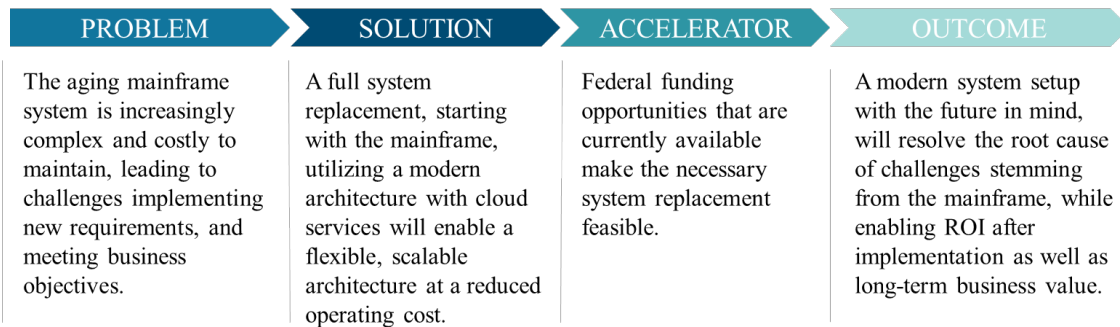 PROBLEM
The aging mainframe
system is increasingly
complex and costly to
maintain, leading to
challenges implementing
new requirements, and
meeting business
objectives.
SOLUTION
A full system
replacement, starting
with the mainframe,
utilizing a modern
architecture with cloud
services will enable a
flexible, scalable
architecture at a reduced
operating cost.
ACCELERATOR
Federal funding
opportunities that are
currently available
make the necessary
system replacement
feasible.
OUTCOME
A modern system setup
with the future in mind,
will resolve the root cause
of challenges stemming
from the mainframe, while
enabling ROI after
implementation as well as
long-term business value.